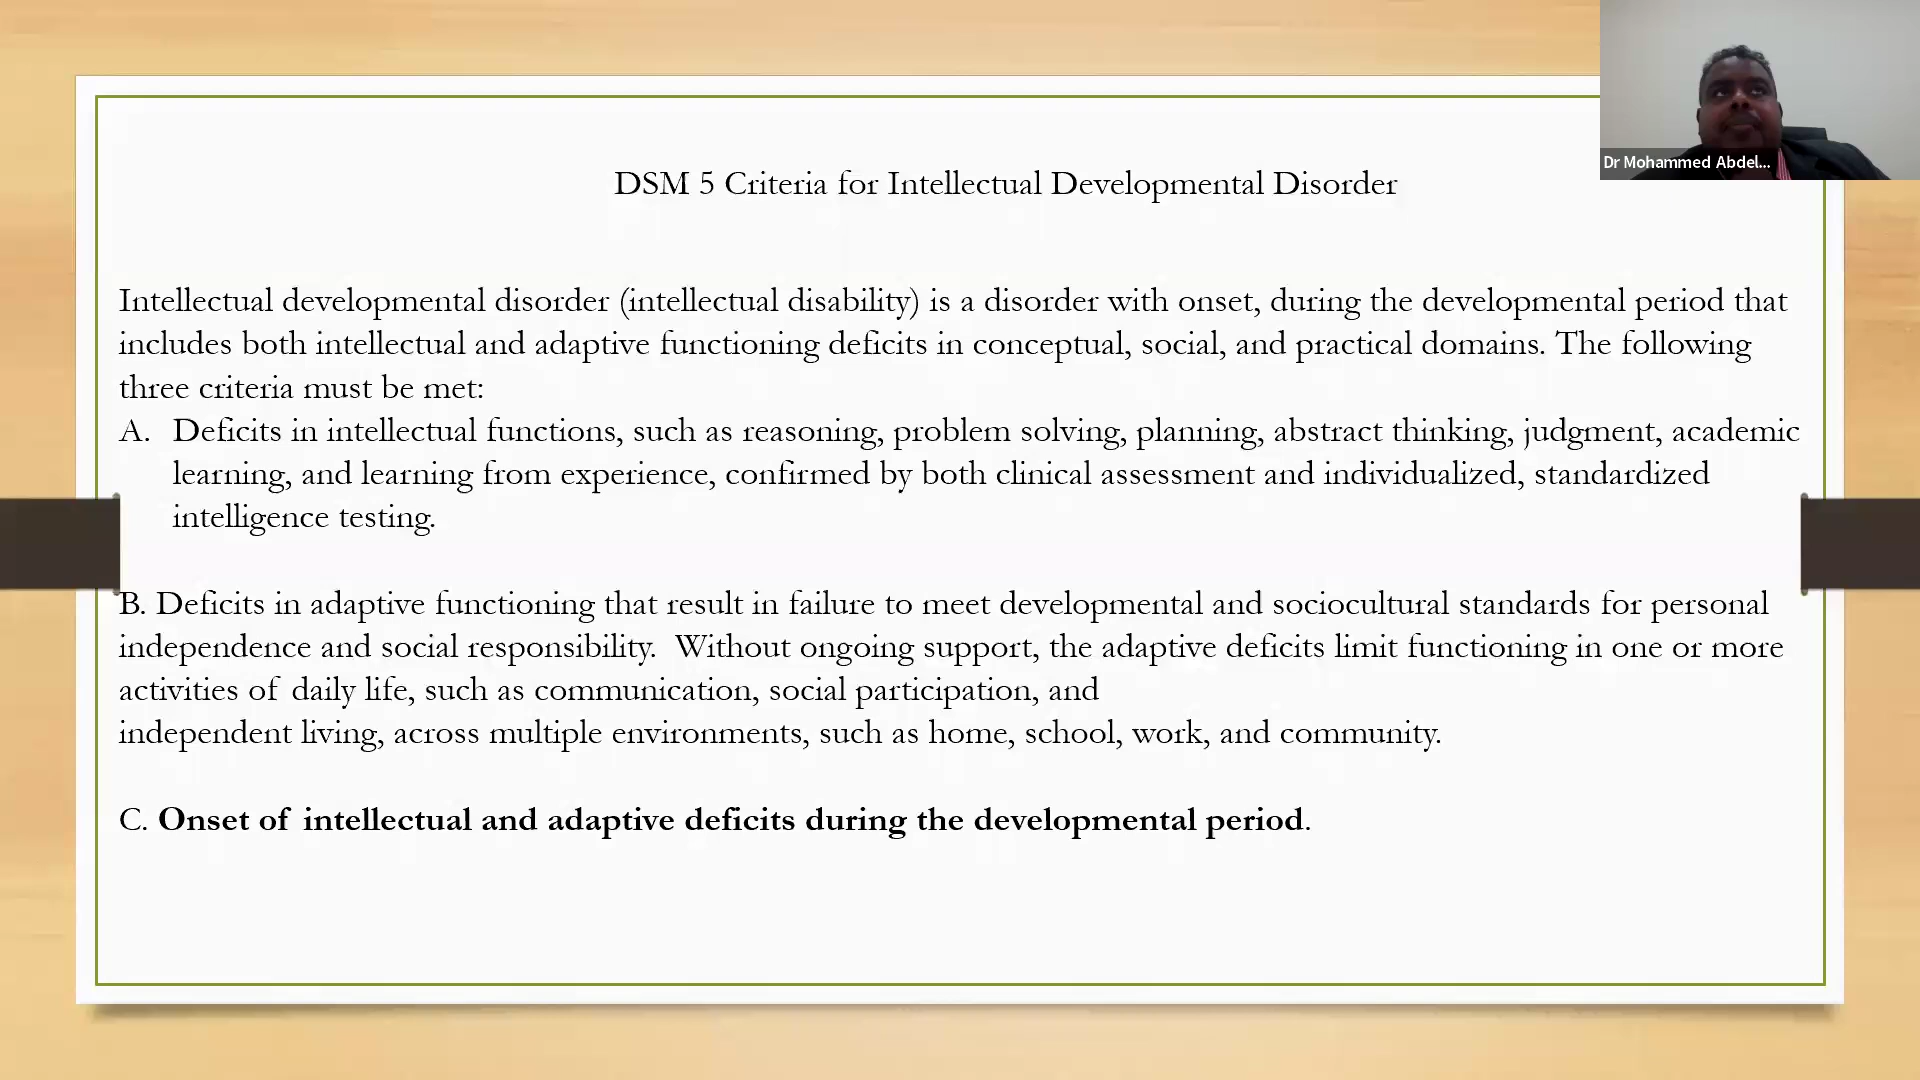 Dr Mohammed Abdel...
DSM 5 Criteria for Intellectual Developmental Disorder
Intellectual developmental disorder (intellectual disability) is a disorder with onset, during the developmental period that
includes both intellectual and adaptive functioning deficits in conceptual, social, and practical domains. The following
three criteria must be met:
A. Deficits in intellectual functions, such as reasoning, problem solving, planning, abstract thinking, judgment, academic
learning, and learning from experience, confirmed by both clinical assessment and individualized, standardized
intelligence testing.
B. Deficits in adaptive functioning that result in failure to meet developmental and sociocultural standards for personal
independence and social responsibility. Without ongoing support, the adaptive deficits limit functioning in one or more
activities of daily life, such as communication, social participation, and
independent living, across multiple environments, such as home, school, work, and community.
C. Onset of intellectual and adaptive deficits during the developmental period.